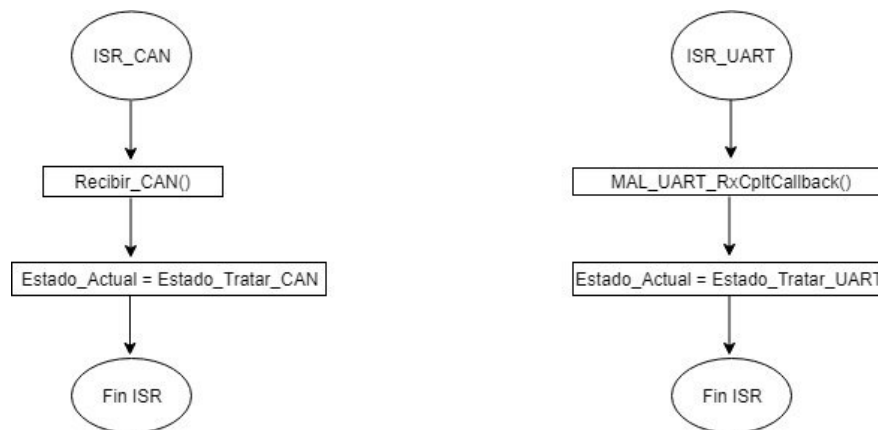 ISR_CAN
Recibir_CAN()
Estado_Actual = Estado_Tratar_CAN
Fin ISR
ISR_UART
MAL_UART_RxCpltCallback()
Estado_Actual = Estado_Tratar_UART
Fin ISR